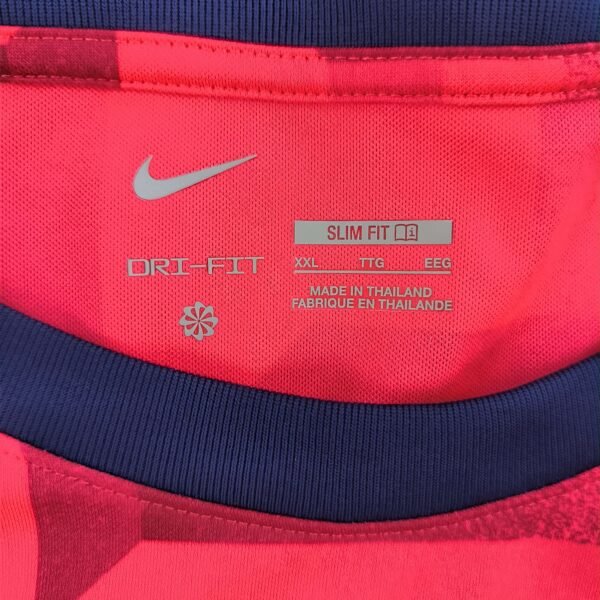 DRI-FIT
SLIM FIT
XXL TTG EEG
MADE IN THAILAND
FABRIQUE EN THAILANDE